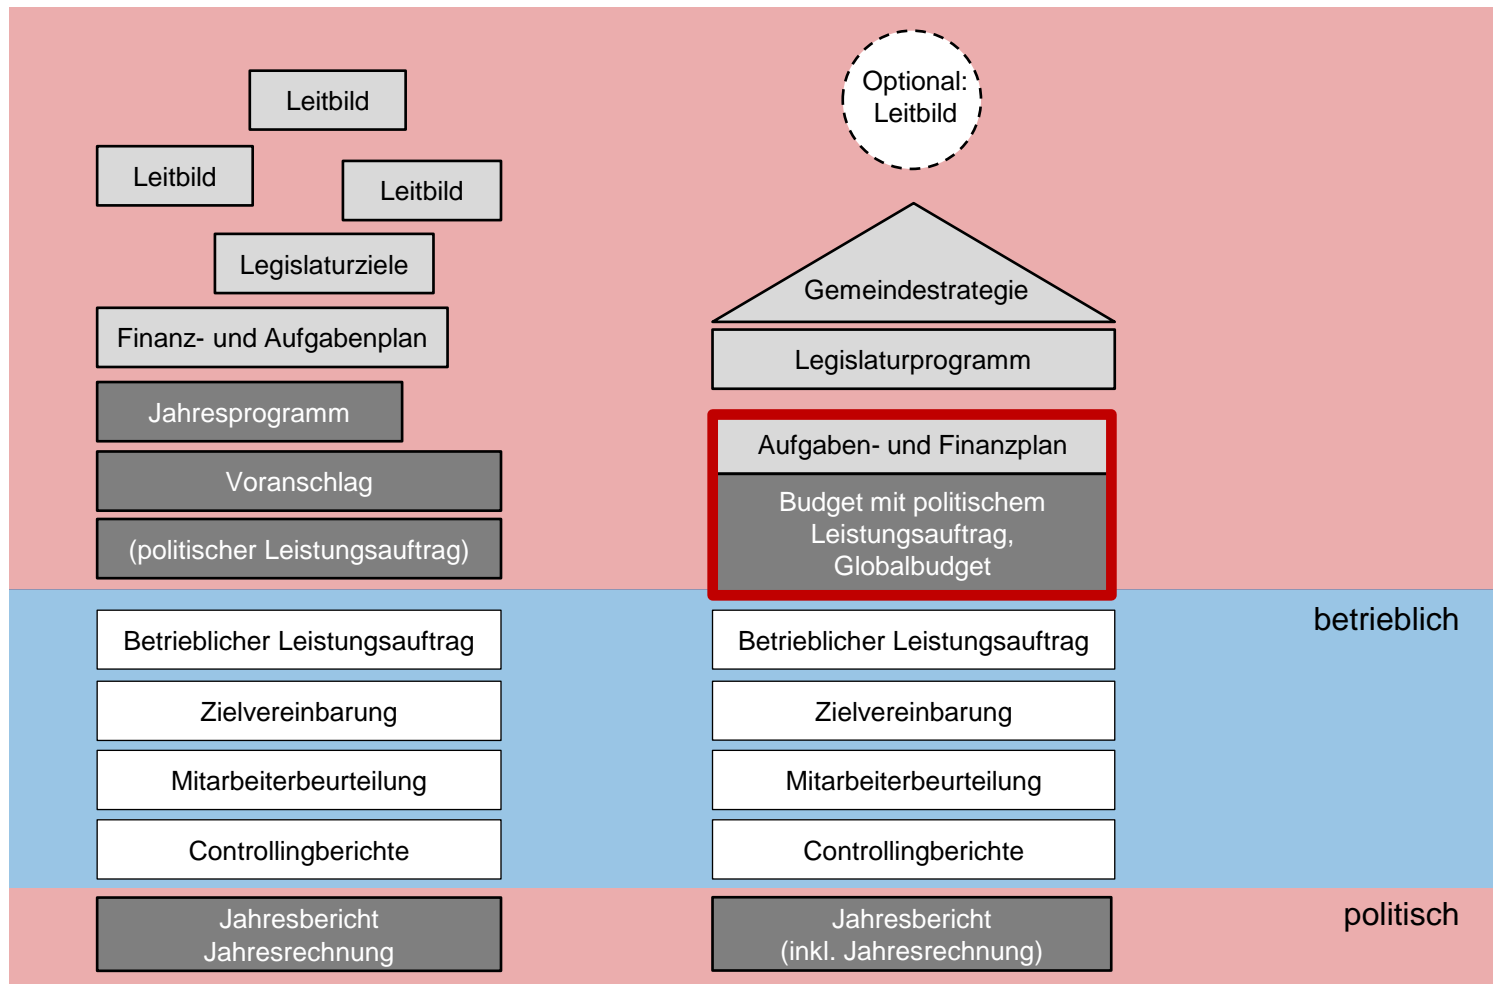 Leitbild
Leitbild
Leitbild
Legislaturziele
Finanz- und Aufgabenplan
Jahresprogramm
Voranschlag
(politischer Leistungsauftrag)
Betrieblicher Leistungsauftrag
Zielvereinbarung
Mitarbeiterbeurteilung
Controllingberichte
Jahresbericht
Jahresrechnung
Optional:
Leitbild
Gemeindestrategie
Legislaturprogramm
Aufgaben- und Finanzplan
Budget mit politischem
Leistungsauftrag,
Globalbudget
Betrieblicher Leistungsauftrag
Zielvereinbarung
Mitarbeiterbeurteilung
Controllingberichte
Jahresbericht
(inkl. Jahresrechnung)
betrieblich
politisch